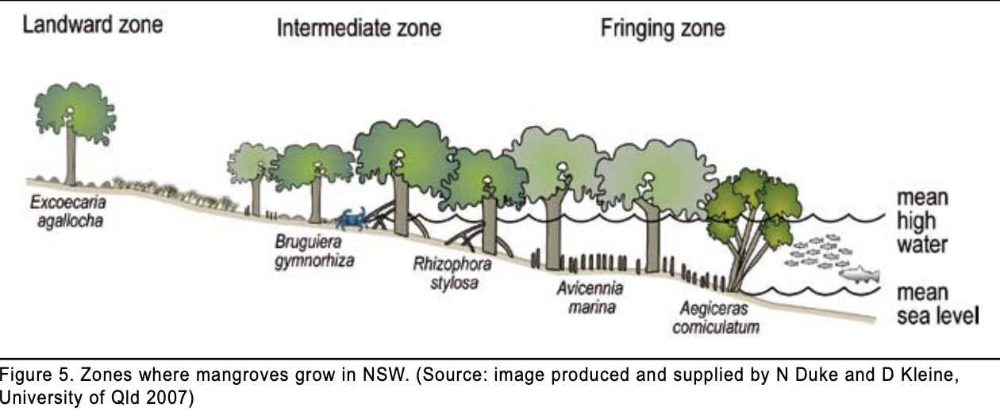 Landward zone
Intermediate zone
Fringing zone
Excoecaria
agallocha
Bruguiera
gymnorhiza
Rhizophora
stylosa
Avicennia
marina
Aegiceras
corniculatum
mean
high
water
mean
sea level
Figure 5. Zones where mangroves grow in NSW. (Source: image produced and supplied by N Duke and D Kleine,
University of Qld 2007)